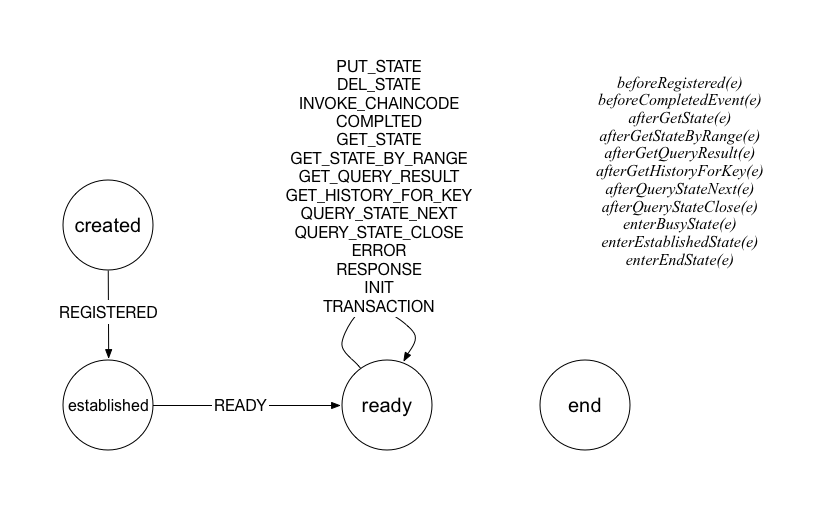 PUT_STATE
DEL_STATE
INVOKE_CHAINCODE
COMPLTED
GET_STATE
GET_STATE_BY_RANGE
GET_QUERY_RESULT
GET_HISTORY_FOR_KEY
QUERY_STATE_NEXT
QUERY_STATE_CLOSE
ERROR
RESPONSE
INIT
TRANSACTION
beforeRegistered(e)
beforeCompletedEvent(e)
afterGetState(e)
afterGetStateByRange(e)
afterGetQueryResult(e)
afterGetHistoryForKey(e)
afterQueryStateNext(e)
afterQueryStateClose(e)
enterBusyState(e)
enterEstablishedState(e)
enterEndState(e)
created
REGISTERED
established
READY
ready
end